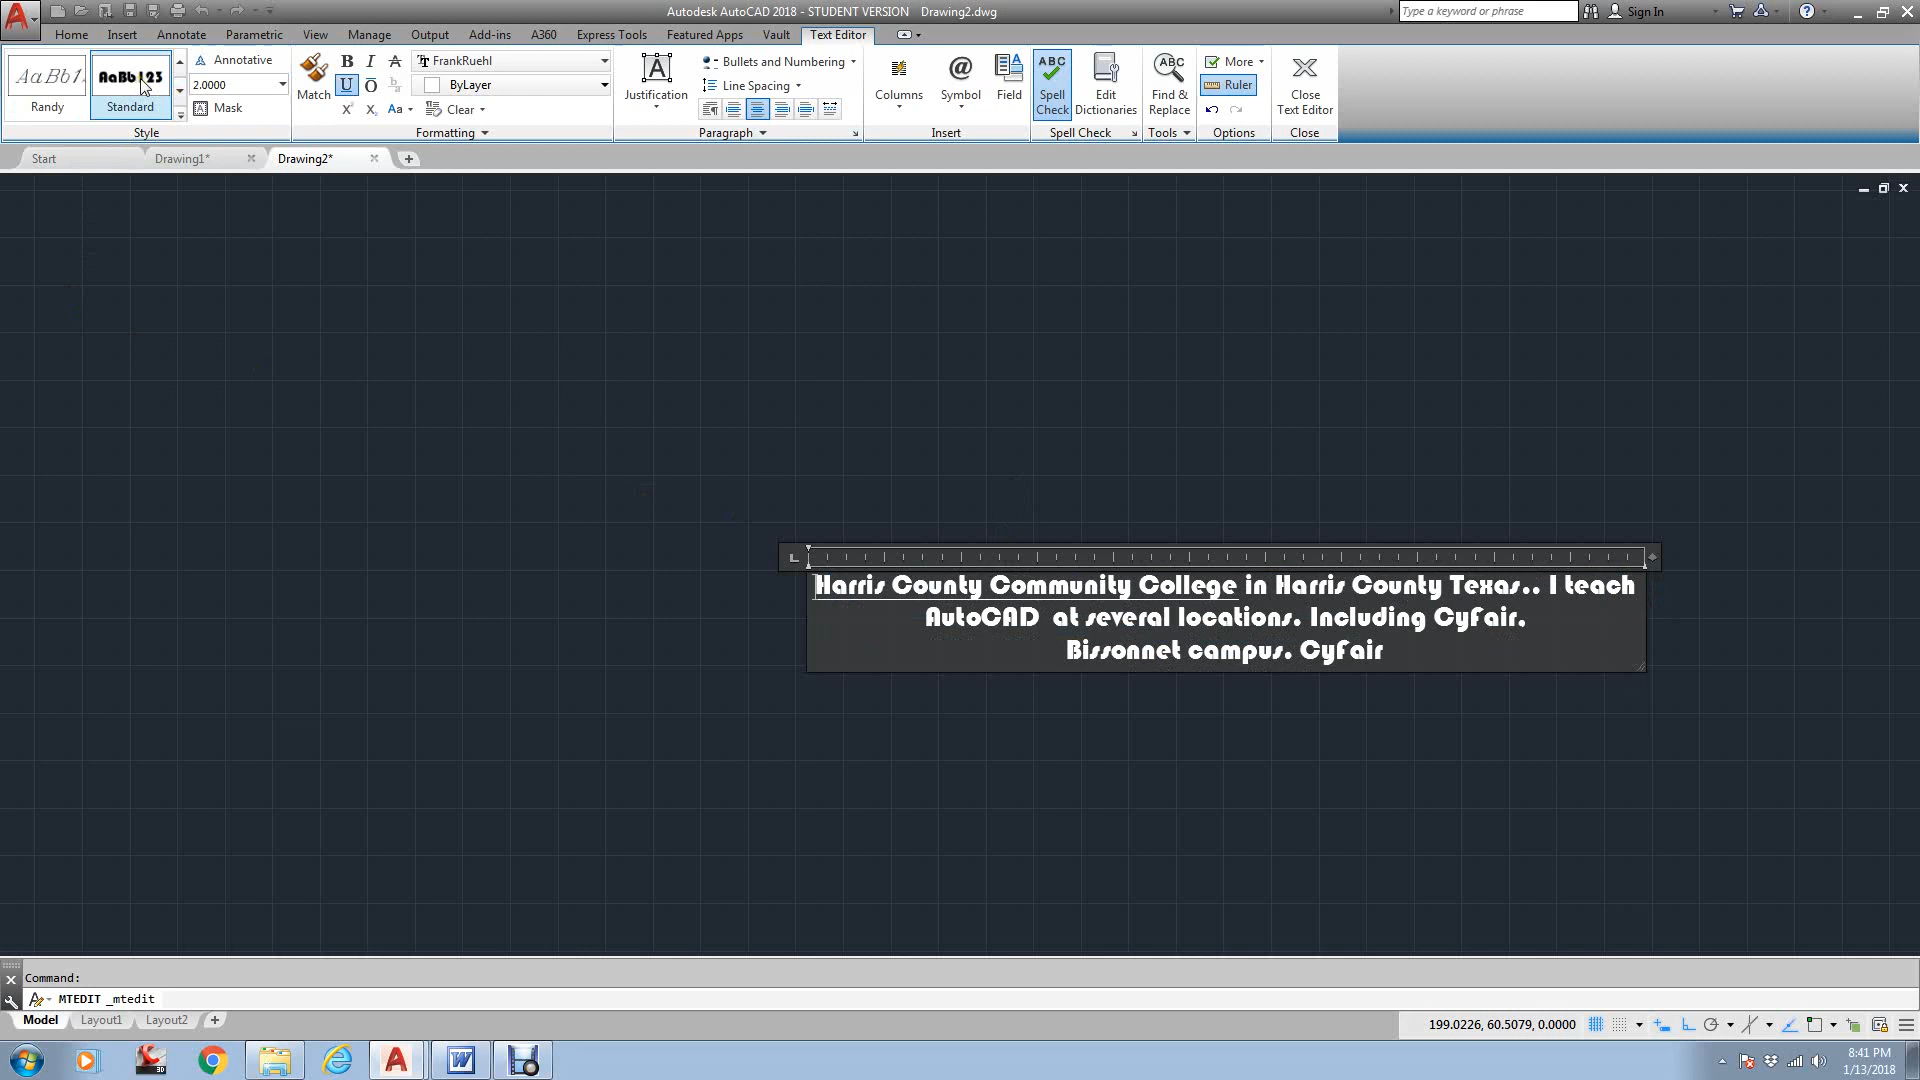 Autodesk AutoCAD 2018 - STUDENT VERSION Drawing2.dwg
Type a keyword or phrase
Sign In
Home Insert Annotate Parametric View Manage Output Add-ins A360 Express Tools Featured Apps Vault Text Editor
AaBb1
Randy
AaBb123
Standard
Annotative
2.0000
Mask
Style
Match
B I A
U O
FrankRuehl
ByLayer
Aa
Clear
Formatting
A
Justification
Bullets and Numbering
Line Spacing
Paragraph
Columns
@
Symbol
Field
Insert
ABC
Spell
Check
Edit
Dictionaries
Spell Check
ABC
Find &
Replace
Tools
More
Ruler
Options
Close
Text Editor
Close
Start Drawing1* Drawing2*
Harris County Community College in Harris County Texas.. I teach
AutoCAD at several locations. Including CyFair,
Bissonnet campus. CyFair
Command:
MTEDIT _mtedit
Model Layout1 Layout2
199.0226, 60.5079, 0.0000
8:41 PM
1/13/2018